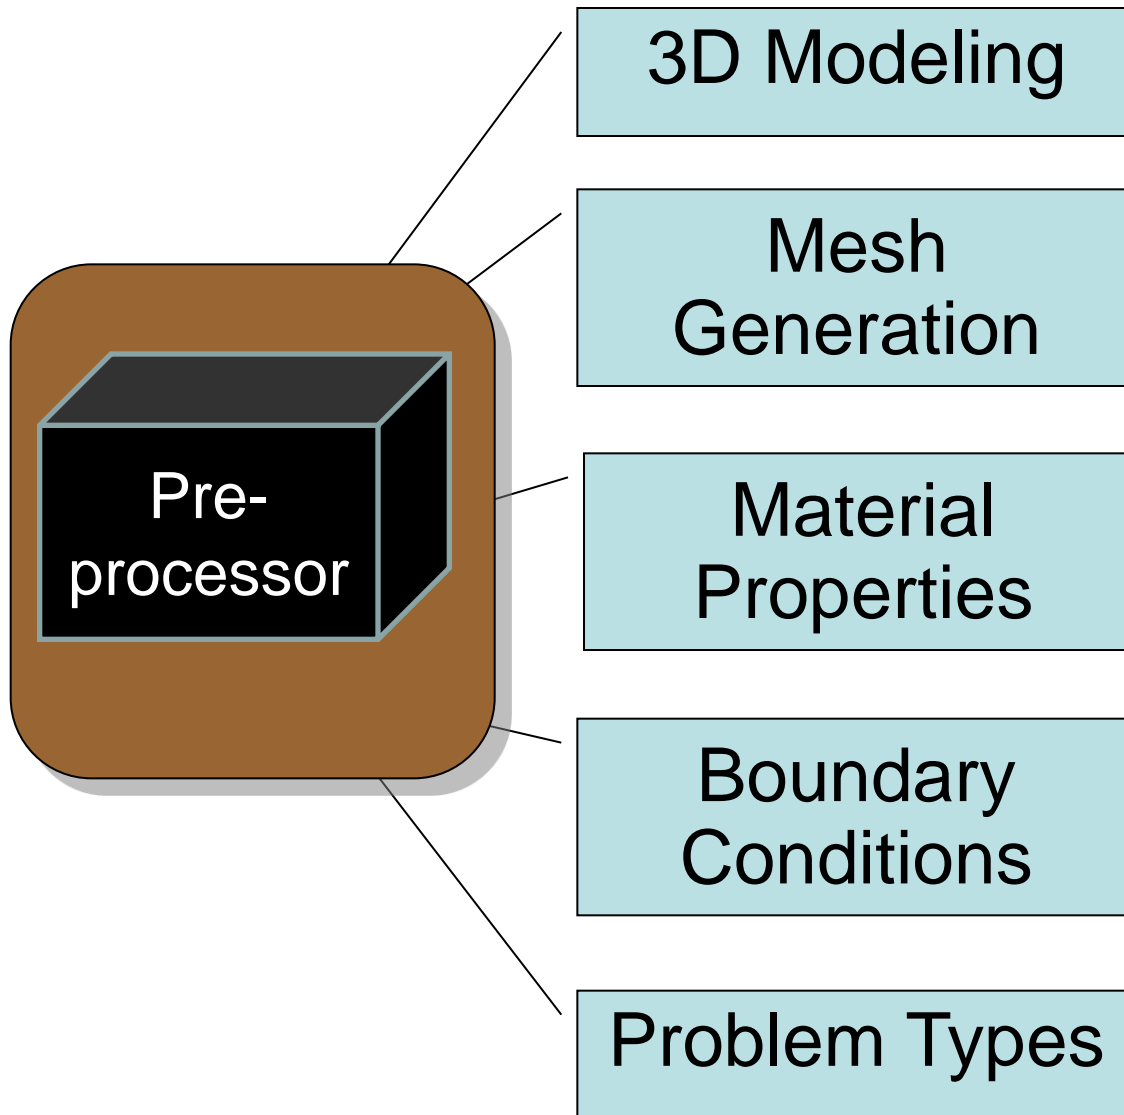 3D Modeling
Mesh
Generation
Pre-
processor
Material
Properties
Boundary
Conditions
Problem Types